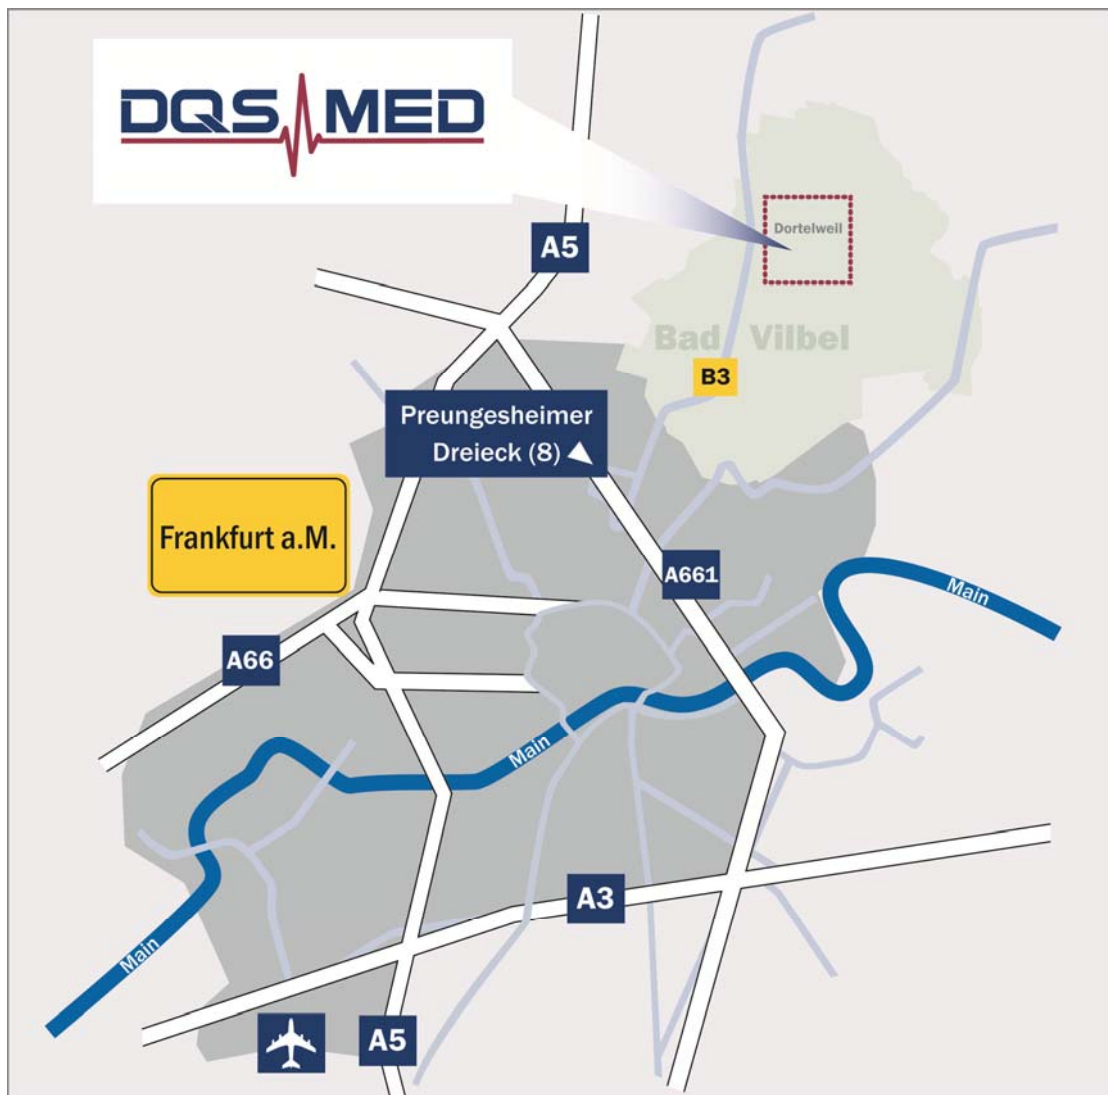 DQS MED
A5
Dortelweil
Bad Vilbel
B3
Preungesheimer
Dreieck (8)
Frankfurt a.M.
A661
Main
A66
Main
A3
Main
A5